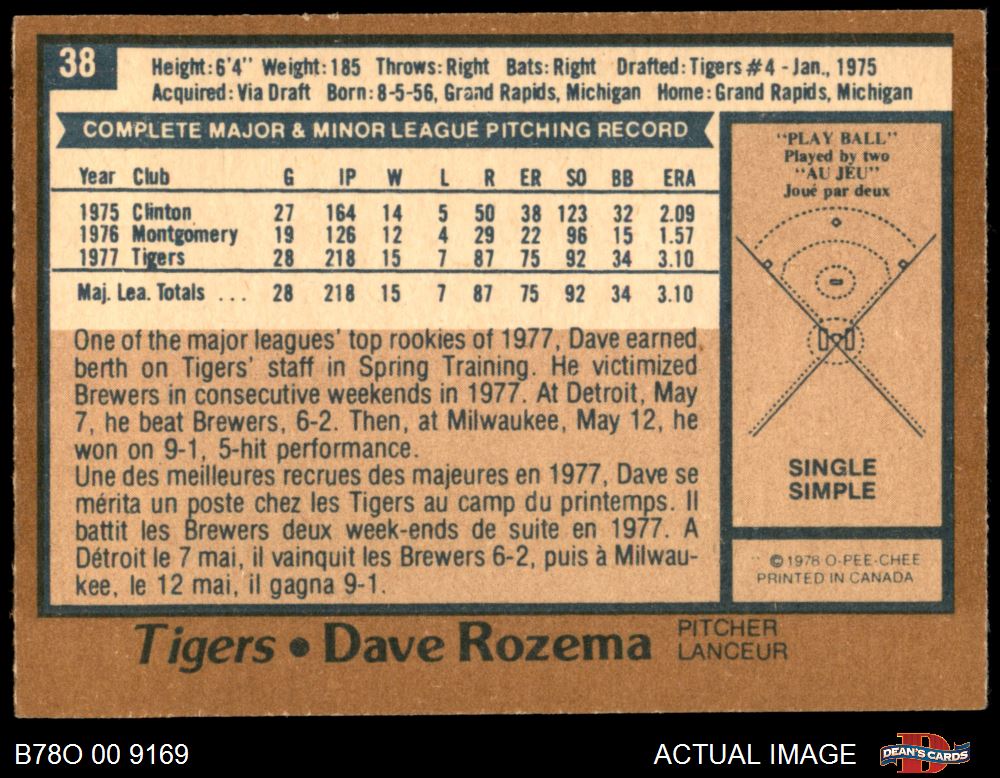 38
Height:6'4" Weight:185 Throws:Right Bats:Right Drafted:Tigers #4 - Jan., 1975
Acquired:Via Draft Born:8-5-56, Grand Rapids, Michigan Home:Grand Rapids, Michigan
COMPLETE MAJOR & MINOR LEAGUE PITCHING RECORD
Year Club G IP W L R ER SO BB ERA
1975 Clinton 27 164 14 5 50 38 123 32 2.09
1976 Montgomery 19 126 12 4 29 22 96 15 1.57
1977 Tigers 28 218 15 7 87 75 92 34 3.10
Maj. Lea. Totals ... 28 218 15 7 87 75 92 34 3.10
One of the major leagues' top rookies of 1977, Dave earned
berth on Tigers' staff in Spring Training. He victimized
Brewers in consecutive weekends in 1977. At Detroit, May
7, he beat Brewers, 6-2. Then, at Milwaukee, May 12, he
won on 9-1, 5-hit performance.
Une des meilleures recrues des majeures en 1977, Dave se
mérita un poste chez les Tigers au camp du printemps. Il
battit les Brewers deux week-ends de suite en 1977. A
Détroit le 7 mai, il vainquit les Brewers 6-2, puis à Milwau-
kee, le 12 mai, il gagna 9-1.
"PLAY BALL"
Played by two
"AU JEU"
Joué par deux
SINGLE
SIMPLE
©1978 O-PEE-CHEE
PRINTED IN CANADA
Tigers • Dave Rozema
PITCHER
LANCEUR
B78O 00 9169
ACTUAL IMAGE
DEAN'S CARDS